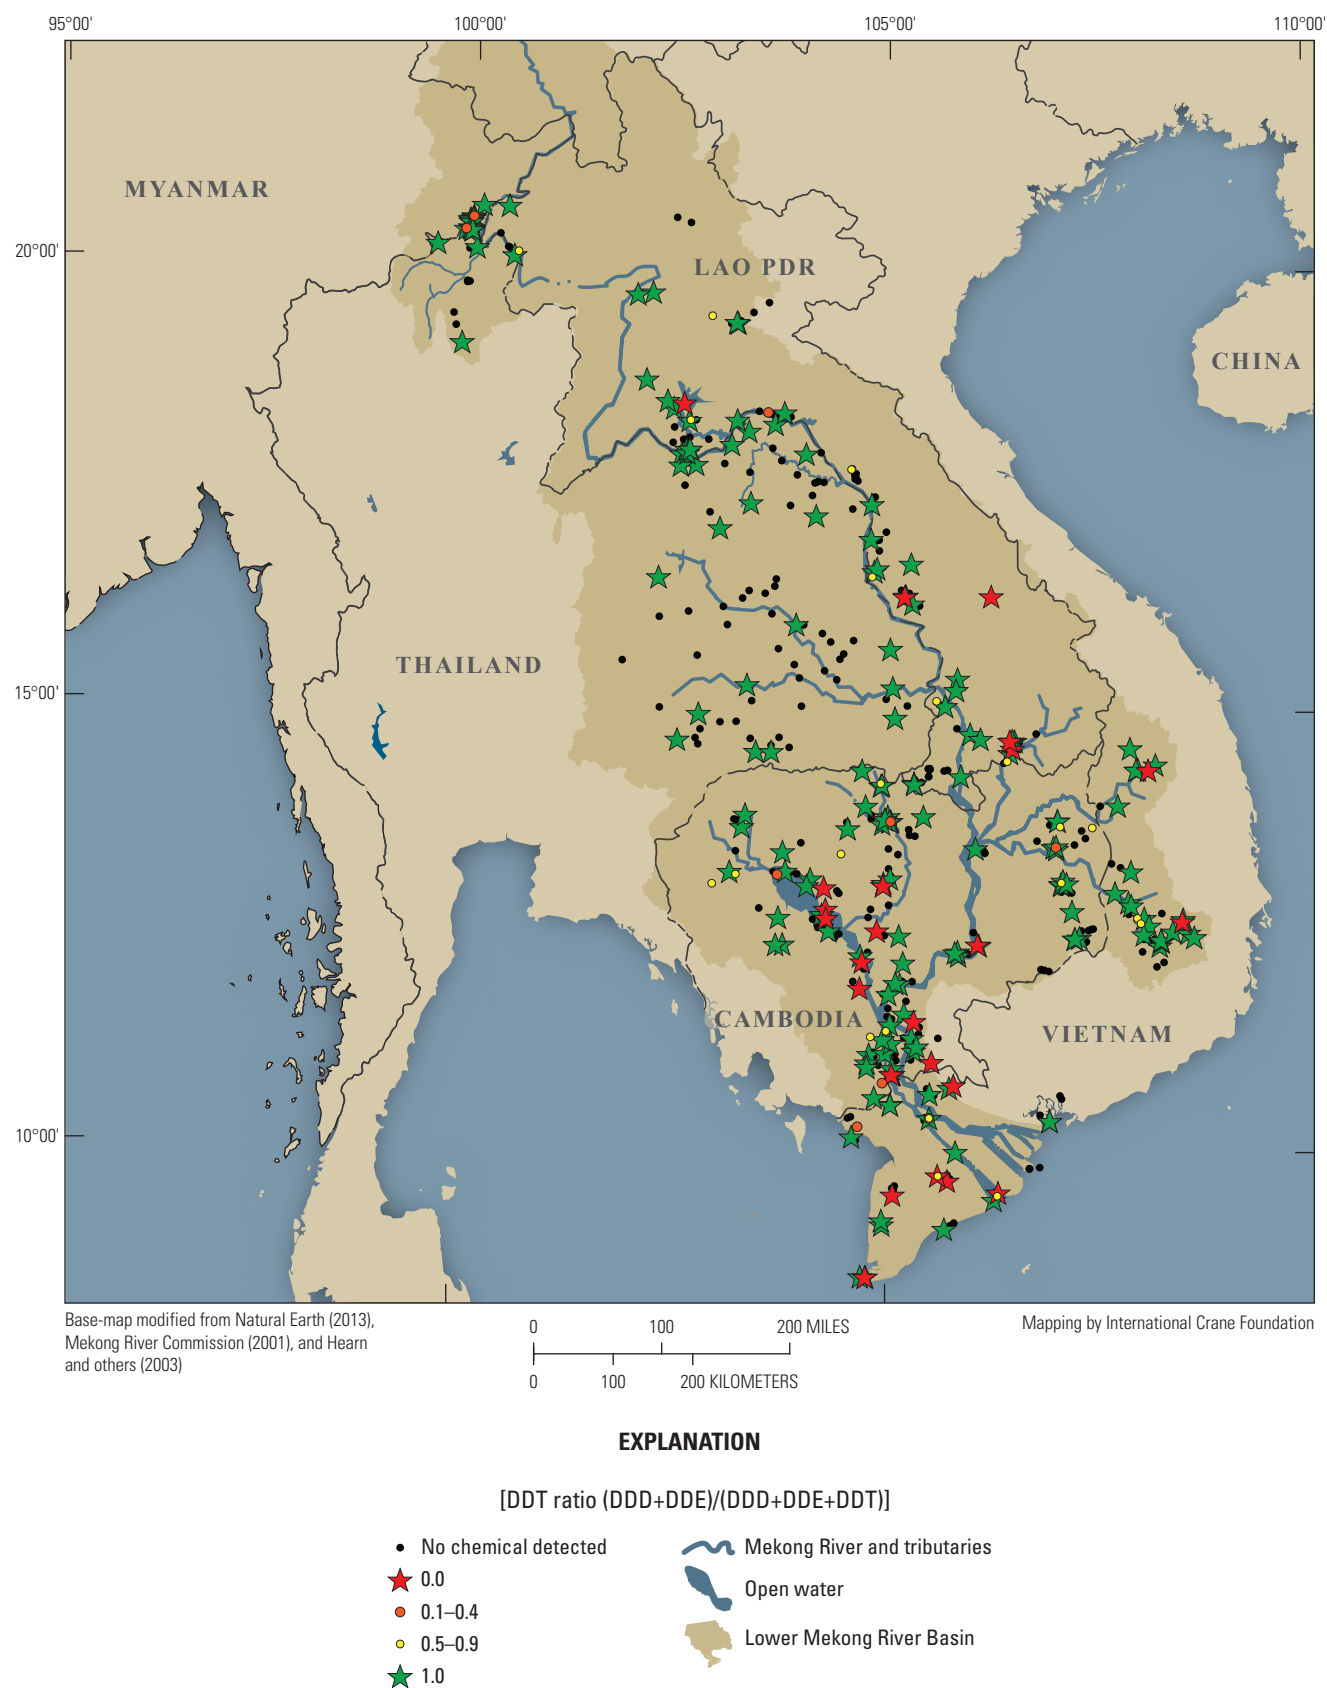 95°00'
100°00'
105°00'
110°00'
MYANMAR
20°00'
LAO PDR
CHINA
THAILAND
15°00'
CAMBODIA
VIETNAM
10°00'
Base-map modified from Natural Earth (2013),
Mekong River Commission (2001), and Hearn
and others (2003)
0 100 200 MILES
0 100 200 KILOMETERS
Mapping by International Crane Foundation
EXPLANATION
[DDT ratio (DDD+DDE)/(DDD+DDE+DDT)]
No chemical detected
0.0
0.1–0.4
0.5–0.9
1.0
Mekong River and tributaries
Open water
Lower Mekong River Basin